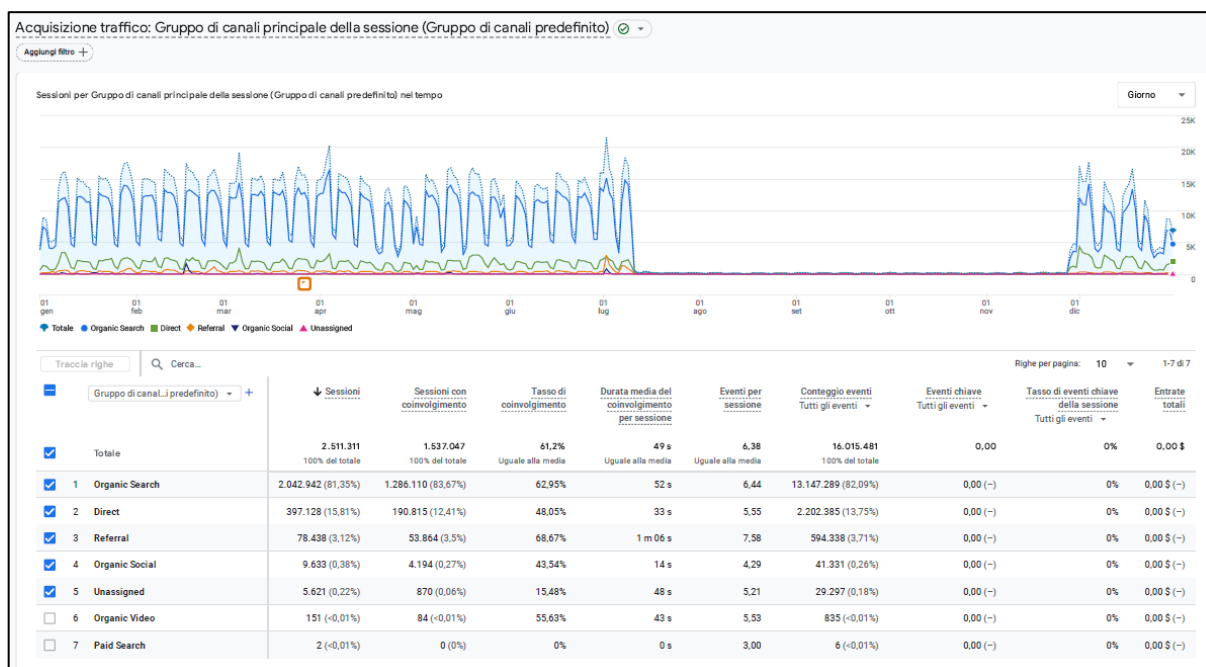 Acquisizione traffico: Gruppo di canali principale della sessione (Gruppo di canali predefinito)
Aggiungi filtro +
Sessioni per Gruppo di canali principale della sessione (Gruppo di canali predefinito) nel tempo
Giorno
25K
20K
15K
10K
5K
0
01 gen 01 feb 01 mar 01 apr 01 mag 01 giu 01 lug 01 ago 01 set 01 ott 01 nov 01 dic
Totale Organic Search Direct Referral Organic Social Unassigned
Traccia righe Cerca... Righe per pagina: 10 1-7 di 7
Gruppo di canal...i predefinito) + Sessioni Sessioni con coinvolgimento Tasso di coinvolgimento Durata media del coinvolgimento per sessione Eventi per sessione Conteggio eventi Tutti gli eventi Eventi chiave Tutti gli eventi Tasso di eventi chiave della sessione Tutti gli eventi Entrate totali
Totale 2.511.311 1.537.047 61,2% 49 s 6,38 16.015.481 0,00 0% 0,00 $
100% del totale 100% del totale Uguale alla media Uguale alla media Uguale alla media 100% del totale
1 Organic Search 2.042.942 (81,35%) 1.286.110 (83,67%) 62,95% 52 s 6,44 13.147.289 (82,09%) 0,00 (–) 0% 0,00 $ (–)
2 Direct 397.128 (15,81%) 190.815 (12,41%) 48,05% 33 s 5,55 2.202.385 (13,75%) 0,00 (–) 0% 0,00 $ (–)
3 Referral 78.438 (3,12%) 53.864 (3,5%) 68,67% 1 m 06 s 7,58 594.338 (3,71%) 0,00 (–) 0% 0,00 $ (–)
4 Organic Social 9.633 (0,38%) 4.194 (0,27%) 43,54% 14 s 4,29 41.331 (0,26%) 0,00 (–) 0% 0,00 $ (–)
5 Unassigned 5.621 (0,22%) 870 (0,06%) 15,48% 48 s 5,21 29.297 (0,18%) 0,00 (–) 0% 0,00 $ (–)
6 Organic Video 151 (<0,01%) 84 (<0,01%) 55,63% 43 s 5,53 835 (<0,01%) 0,00 (–) 0% 0,00 $ (–)
7 Paid Search 2 (<0,01%) 0 (0%) 0% 0 s 3,00 6 (<0,01%) 0,00 (–) 0% 0,00 $ (–)